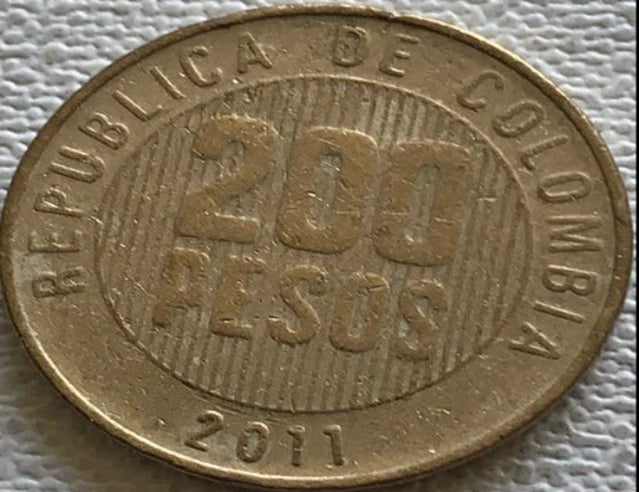 REPUBLICA DE COLOMBIA
200
PESOS
2011